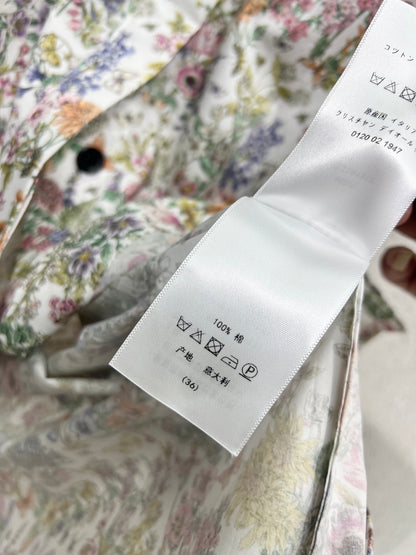 コットン
原産国 イタリ
クリスチャン ディオール
0120 02 1947
100% 棉
产地 意大利
(36)